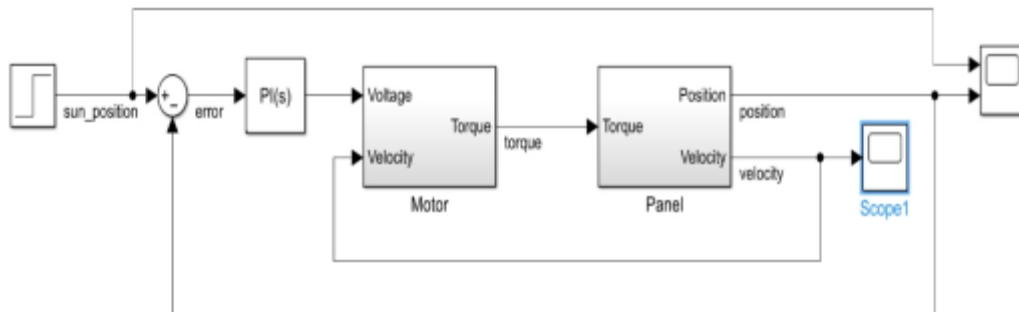 sun_position
+
−
error
PI(s)
Voltage
Velocity
Torque
Motor
torque
Torque
Position
Velocity
Panel
position
velocity
Scope1